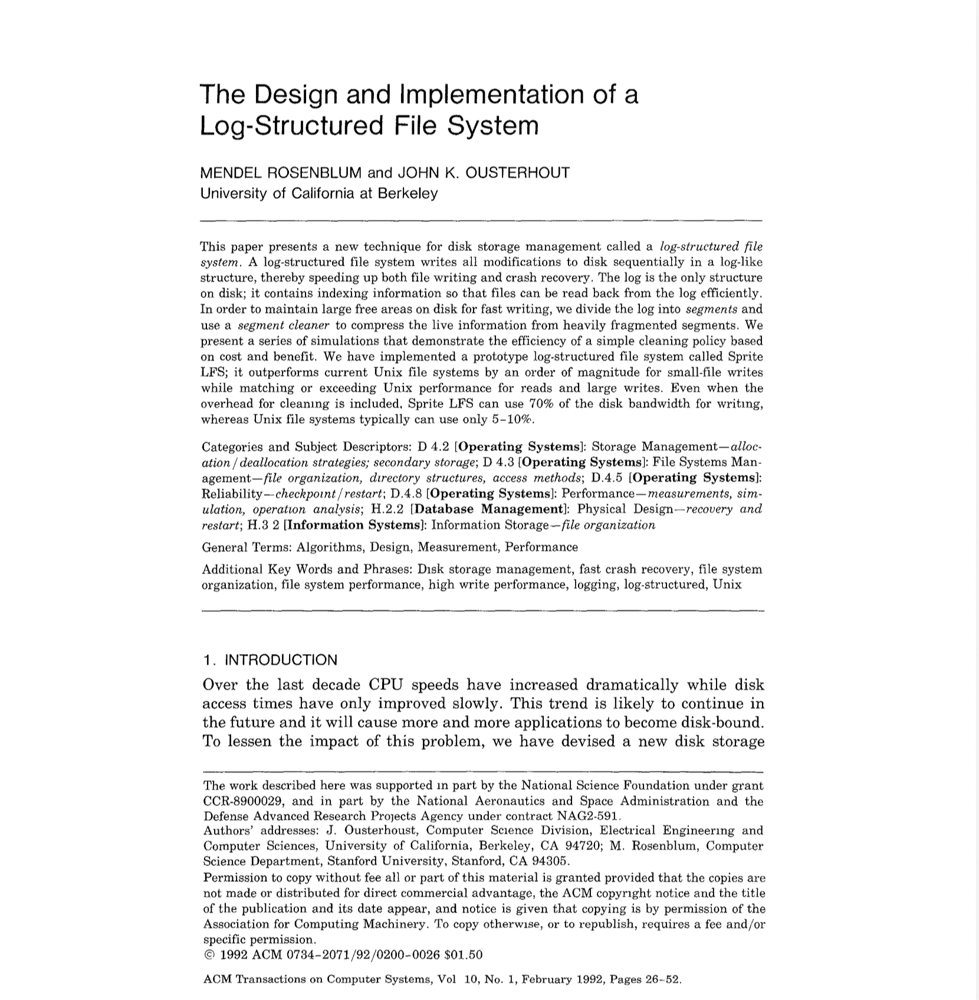 The Design and Implementation of a
Log-Structured File System
MENDEL ROSENBLUM and JOHN K. OUSTERHOUT
University of California at Berkeley
This paper presents a new technique for disk storage management called a log-structured file
system. A log-structured file system writes all modifications to disk sequentially in a log-like
structure, thereby speeding up both file writing and crash recovery. The log is the only structure
on disk; it contains indexing information so that files can be read back from the log efficiently.
In order to maintain large free areas on disk for fast writing, we divide the log into segments and
use a segment cleaner to compress the live information from heavily fragmented segments. We
present a series of simulations that demonstrate the efficiency of a simple cleaning policy based
on cost and benefit. We have implemented a prototype log-structured file system called Sprite
LFS; it outperforms current Unix file systems by an order of magnitude for small-file writes
while matching or exceeding Unix performance for reads and large writes. Even when the
overhead for cleaning is included, Sprite LFS can use 70% of the disk bandwidth for writing,
whereas Unix file systems typically can use only 5–10%.
Categories and Subject Descriptors: D 4.2 [Operating Systems]: Storage Management—alloc-
ation/deallocation strategies; secondary storage; D 4.3 [Operating Systems]: File Systems Man-
agement—file organization, directory structures, access methods; D.4.5 [Operating Systems]:
Reliability—checkpoint/restart; D.4.8 [Operating Systems]: Performance—measurements, sim-
ulation, operation analysis; H.2.2 [Database Management]: Physical Design—recovery and
restart; H.3 2 [Information Systems]: Information Storage—file organization
General Terms: Algorithms, Design, Measurement, Performance
Additional Key Words and Phrases: Disk storage management, fast crash recovery, file system
organization, file system performance, high write performance, logging, log-structured, Unix
1. INTRODUCTION
Over the last decade CPU speeds have increased dramatically while disk
access times have only improved slowly. This trend is likely to continue in
the future and it will cause more and more applications to become disk-bound.
To lessen the impact of this problem, we have devised a new disk storage
The work described here was supported in part by the National Science Foundation under grant
CCR-8900029, and in part by the National Aeronautics and Space Administration and the
Defense Advanced Research Projects Agency under contract NAG2-591.
Authors' addresses: J. Ousterhoust, Computer Science Division, Electrical Engineering and
Computer Sciences, University of California, Berkeley, CA 94720; M. Rosenblum, Computer
Science Department, Stanford University, Stanford, CA 94305.
Permission to copy without fee all or part of this material is granted provided that the copies are
not made or distributed for direct commercial advantage, the ACM copyright notice and the title
of the publication and its date appear, and notice is given that copying is by permission of the
Association for Computing Machinery. To copy otherwise, or to republish, requires a fee and/or
specific permission.
© 1992 ACM 0734–2071/92/0200–0026 $01.50
ACM Transactions on Computer Systems, Vol 10, No. 1, February 1992, Pages 26–52.